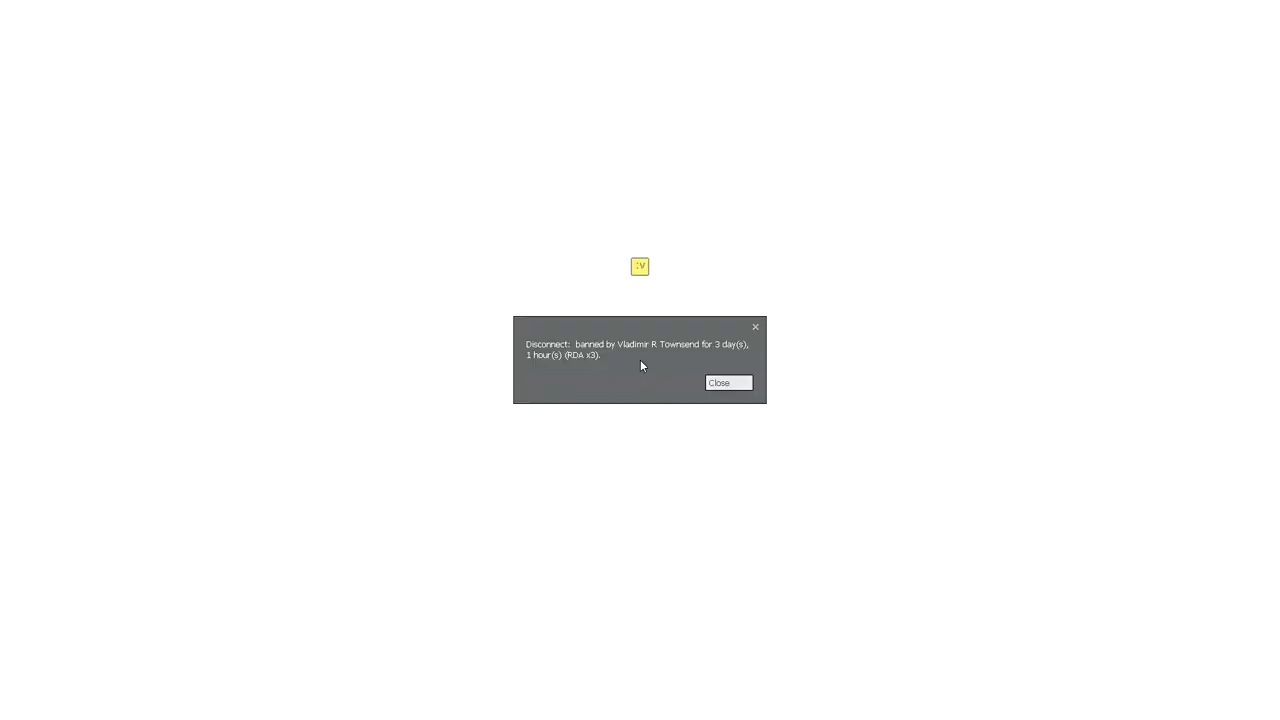 :v
Disconnect:  banned by Vladimir R Townsend for 3 day(s),
1 hour(s) (RDA x3).
Close